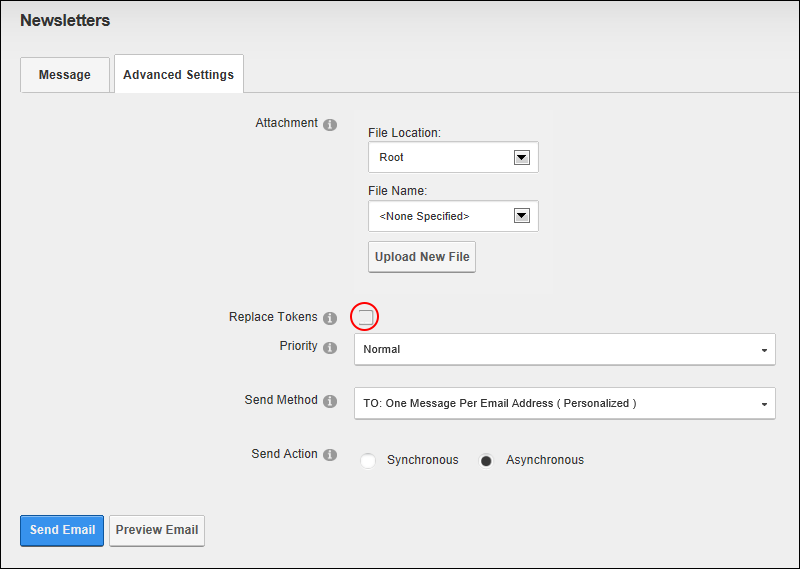 Newsletters
Message
Advanced Settings
Attachment
File Location:
Root
File Name:
<None Specified>
Upload New File
Replace Tokens
Priority
Normal
Send Method
TO: One Message Per Email Address ( Personalized )
Send Action
Synchronous
Asynchronous
Send Email
Preview Email